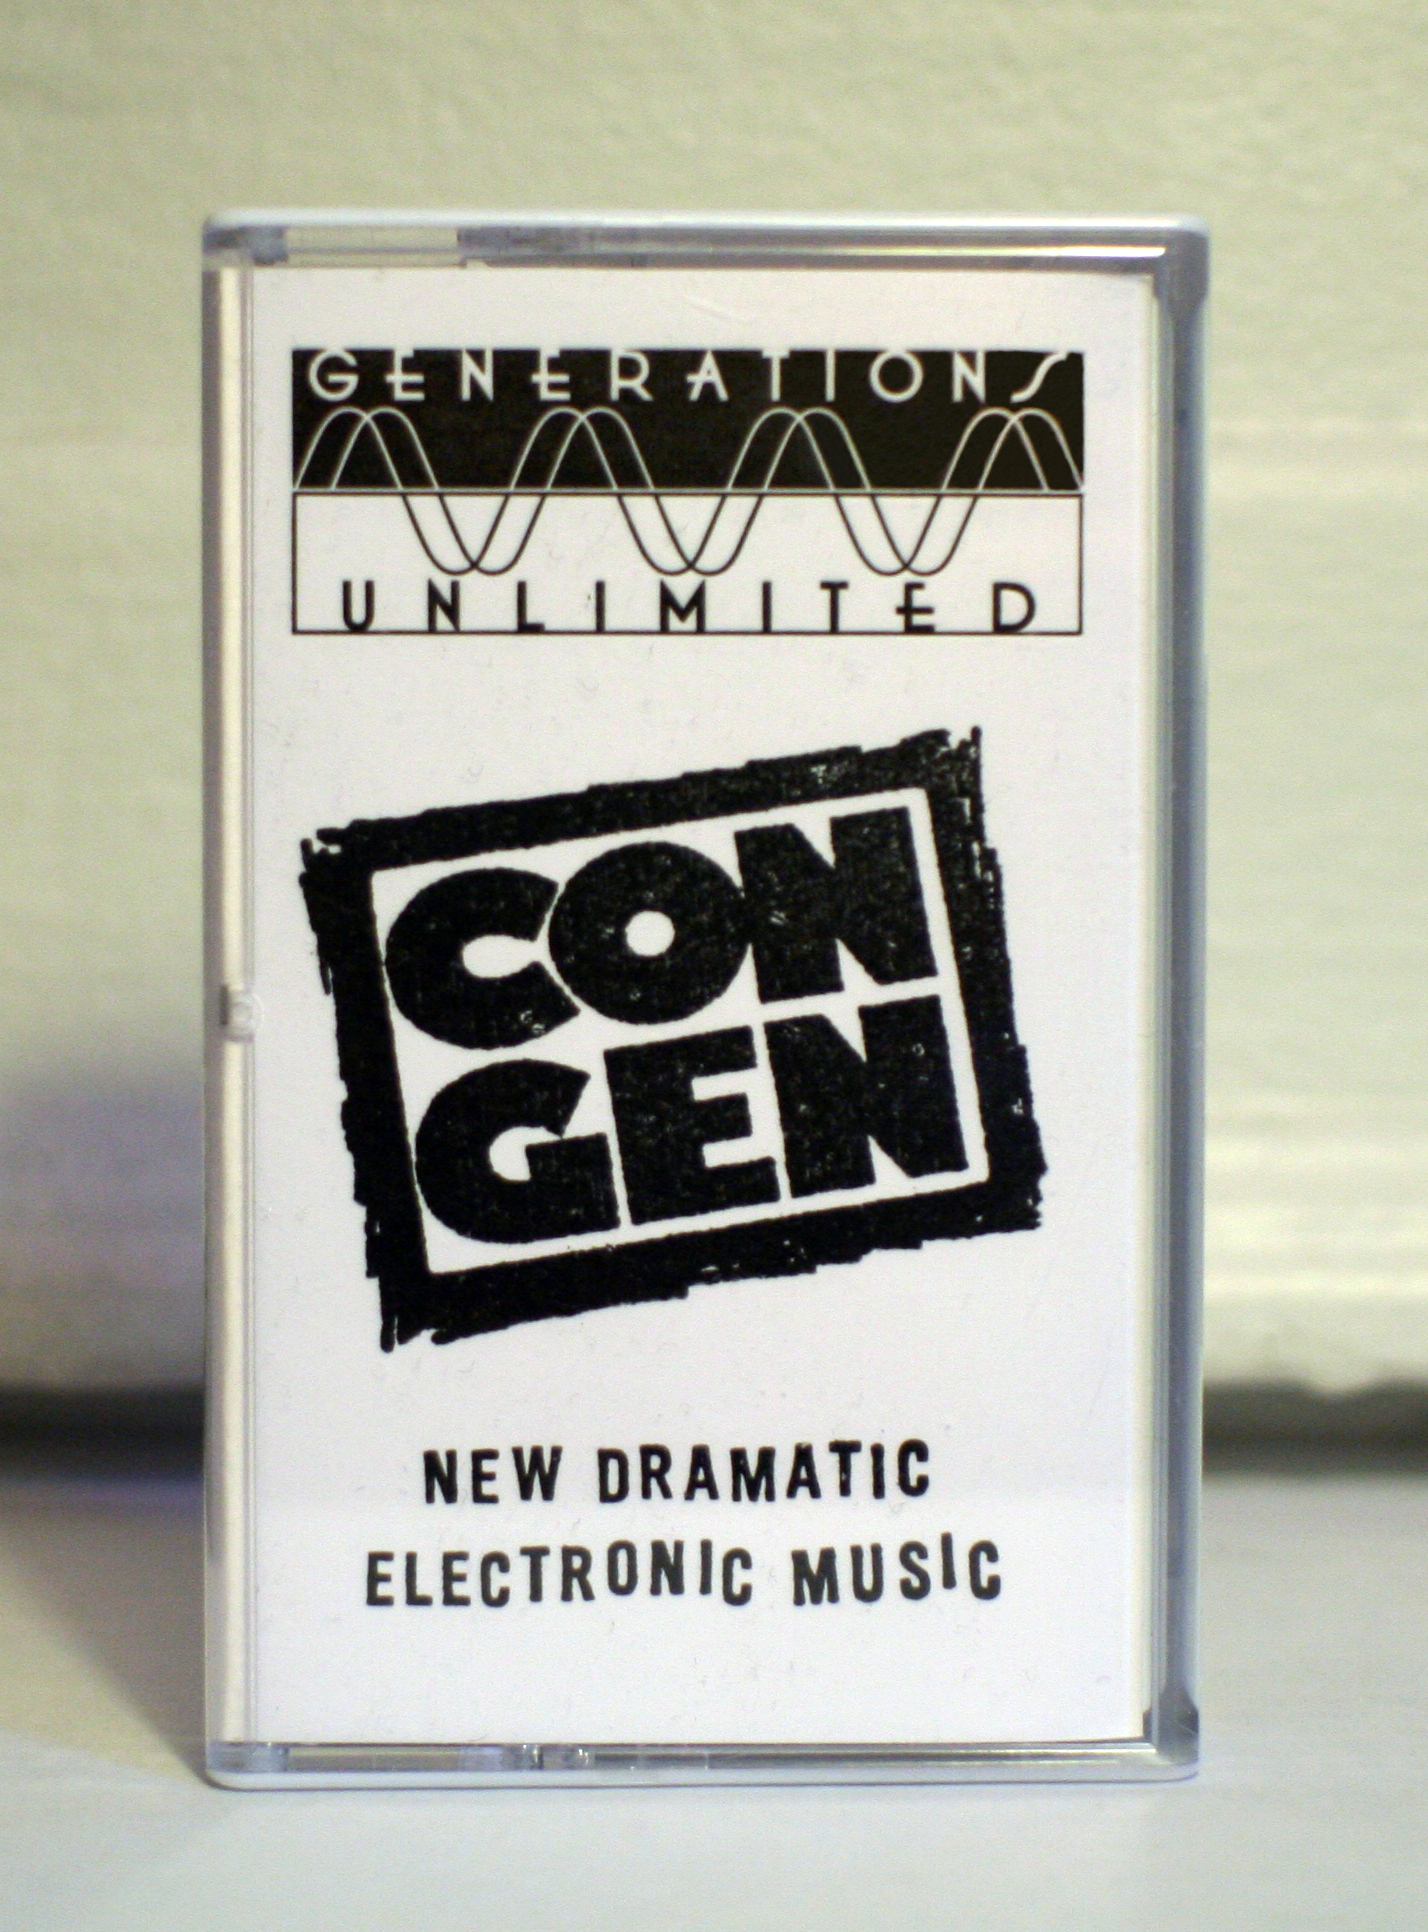 GENERATIONS
UNLIMITED
CON
GEN
NEW DRAMATIC
ELECTRONIC MUSIC